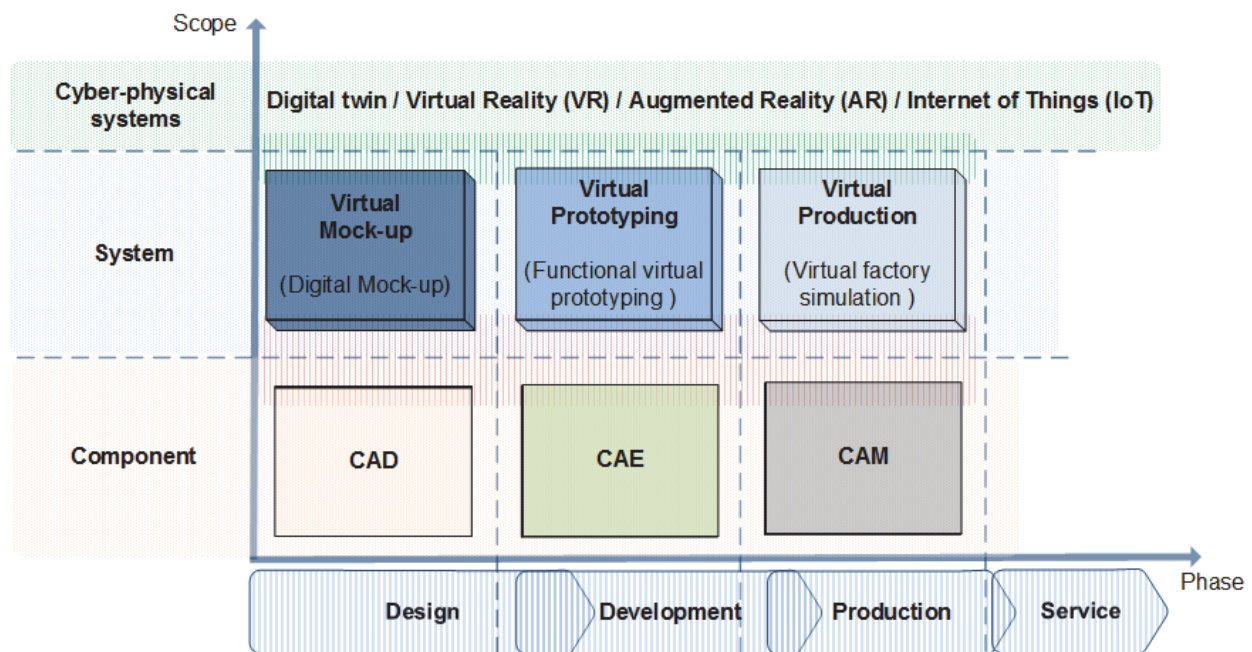 Scope
Cyber-physical
systems
Digital twin / Virtual Reality (VR) / Augmented Reality (AR) / Internet of Things (IoT)
System
Virtual
Mock-up
(Digital Mock-up)
Virtual
Prototyping
(Functional virtual
prototyping )
Virtual
Production
(Virtual factory
simulation )
Component
CAD
CAE
CAM
Phase
Design
Development
Production
Service